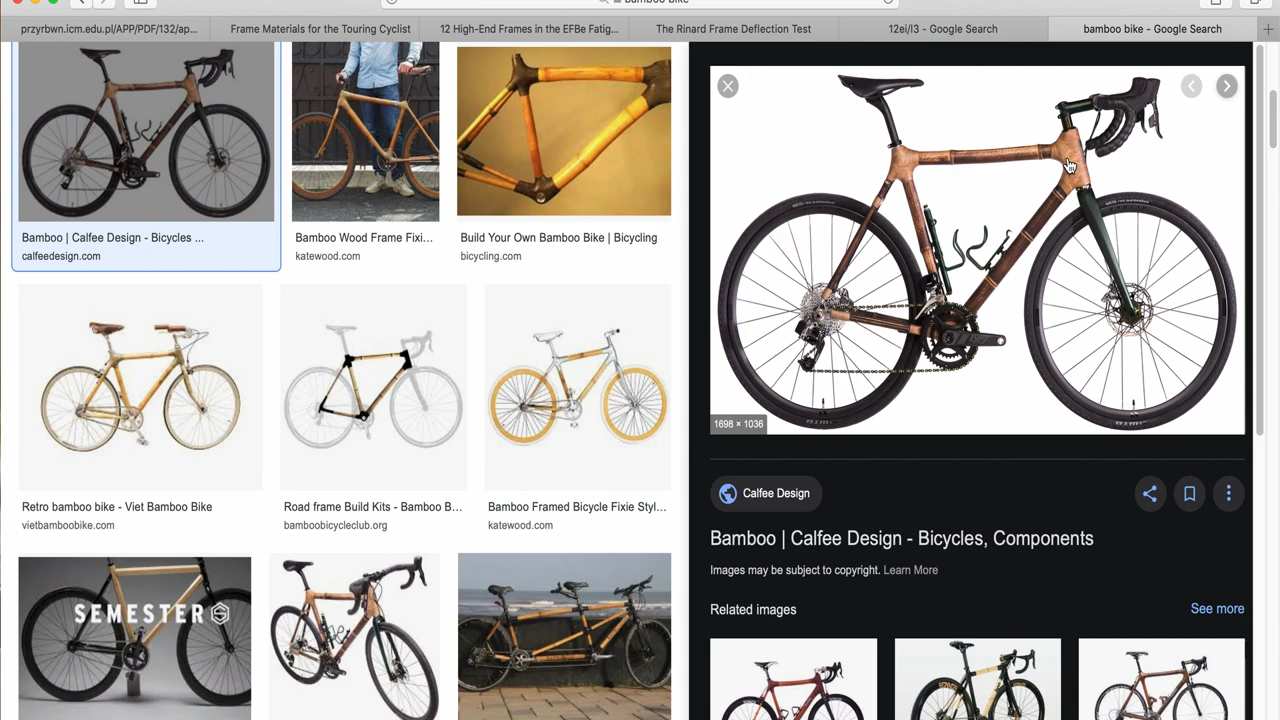 bamboo bike
przyrbwn.icm.edu.pl/APP/PDF/132/ap...
Frame Materials for the Touring Cyclist
12 High-End Frames in the EFBe Fatig...
The Rinard Frame Deflection Test
12ei/l3 - Google Search
bamboo bike - Google Search
Bamboo | Calfee Design - Bicycles ...
calfeedesign.com
Bamboo Wood Frame Fixi...
katewood.com
Build Your Own Bamboo Bike | Bicycling
bicycling.com
Retro bamboo bike - Viet Bamboo Bike
vietbamboobike.com
Road frame Build Kits - Bamboo B...
bamboobicycleclub.org
Bamboo Framed Bicycle Fixie Styl...
katewood.com
SEMESTER
1698 × 1036
Calfee Design
Bamboo | Calfee Design - Bicycles, Components
Images may be subject to copyright. Learn More
Related images
See more